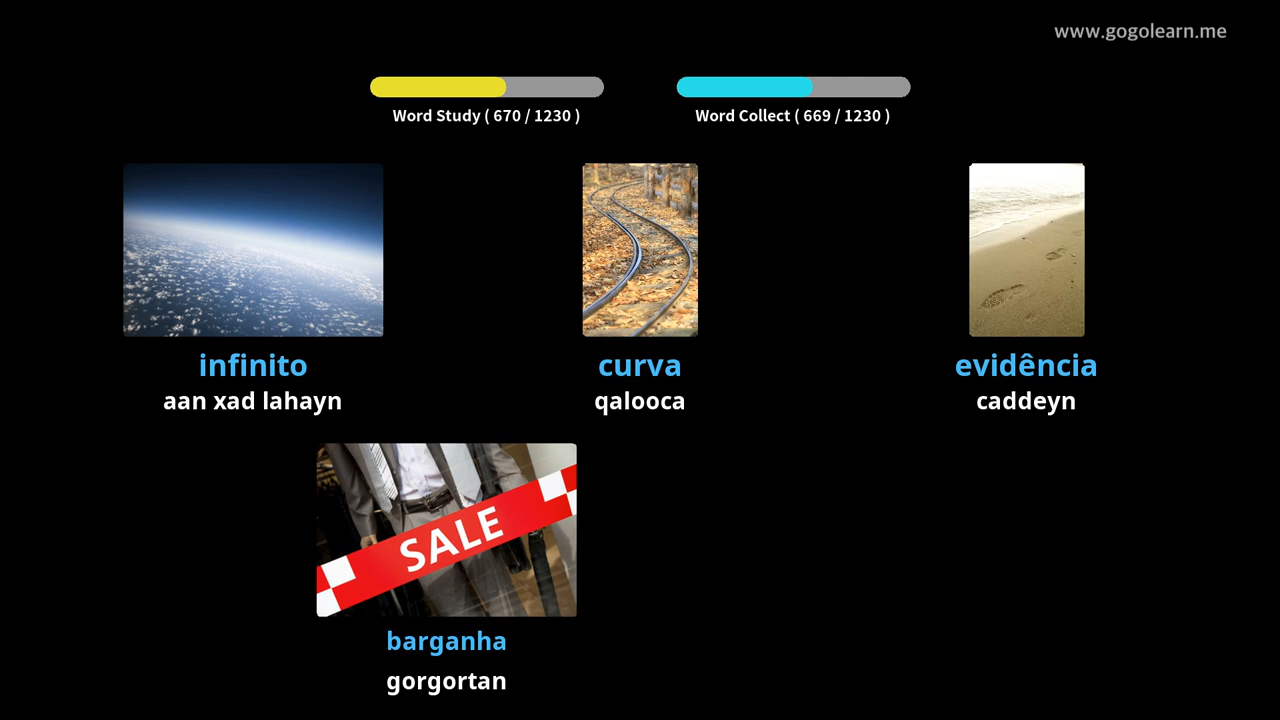 www.gogolearn.me
Word Study ( 670 / 1230 )
Word Collect ( 669 / 1230 )
infinito
aan xad lahayn
curva
qalooca
evidência
caddeyn
SALE
barganha
gorgortan